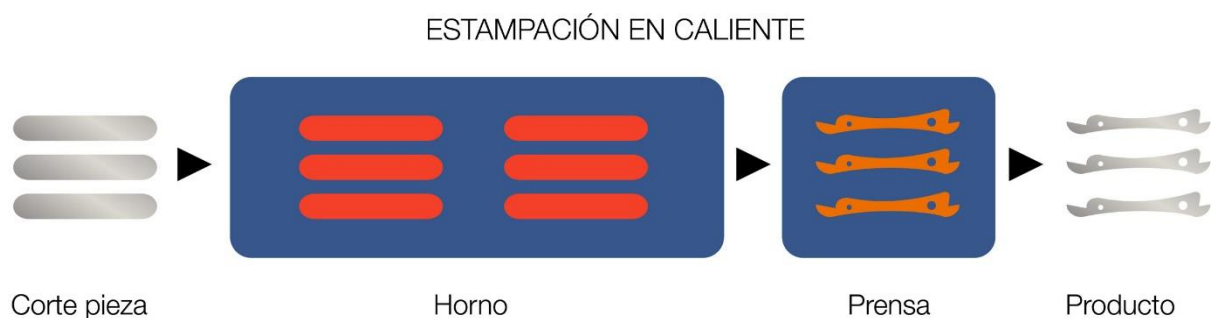 ESTAMPACIÓN EN CALIENTE
Corte pieza
Horno
Prensa
Producto